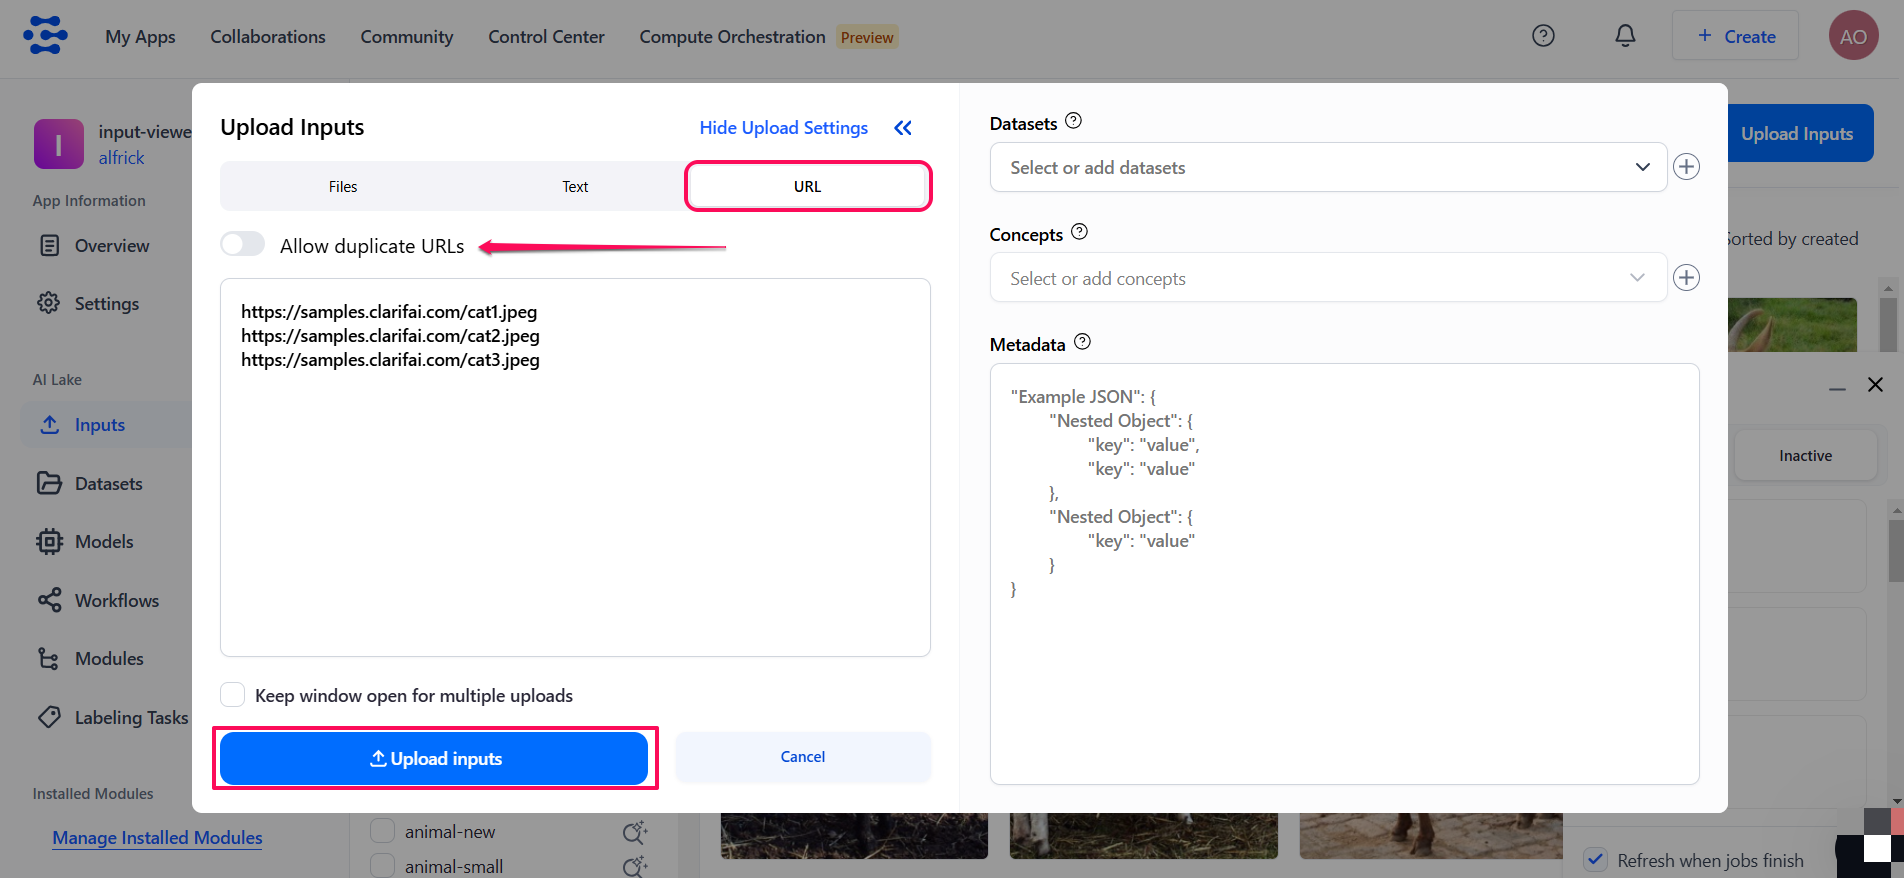 My Apps
Collaborations
Community
Control Center
Compute Orchestration
Preview
+ Create
AO
I
input-viewe
alfrick
App Information
Overview
Settings
AI Lake
Inputs
Datasets
Models
Workflows
Modules
Labeling Tasks
Installed Modules
Manage Installed Modules
Upload Inputs
Hide Upload Settings
Files
Text
URL
Allow duplicate URLs
https://samples.clarifai.com/cat1.jpeg
https://samples.clarifai.com/cat2.jpeg
https://samples.clarifai.com/cat3.jpeg
Keep window open for multiple uploads
Upload inputs
Cancel
Datasets
Select or add datasets
Concepts
Select or add concepts
Metadata
"Example JSON": {
"Nested Object": {
"key": "value",
"key": "value"
},
"Nested Object": {
"key": "value"
}
}
Upload Inputs
Sorted by created
Inactive
animal-new
animal-small
Refresh when jobs finish